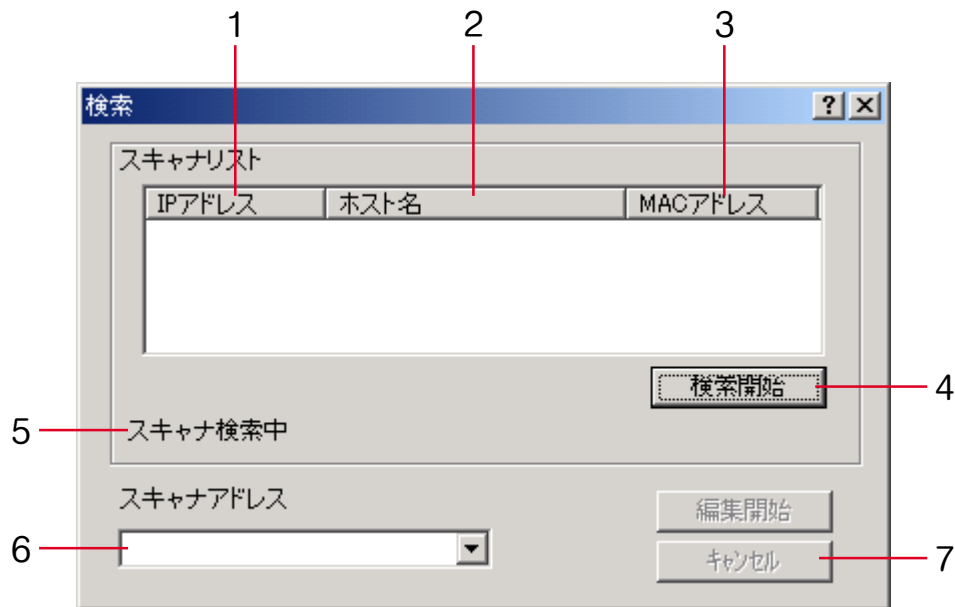 1 2 3
検索
スキャナリスト
IPアドレス ホスト名 MACアドレス
検索開始 4
5 スキャナ検索中
スキャナアドレス
編集開始
6
キャンセル 7